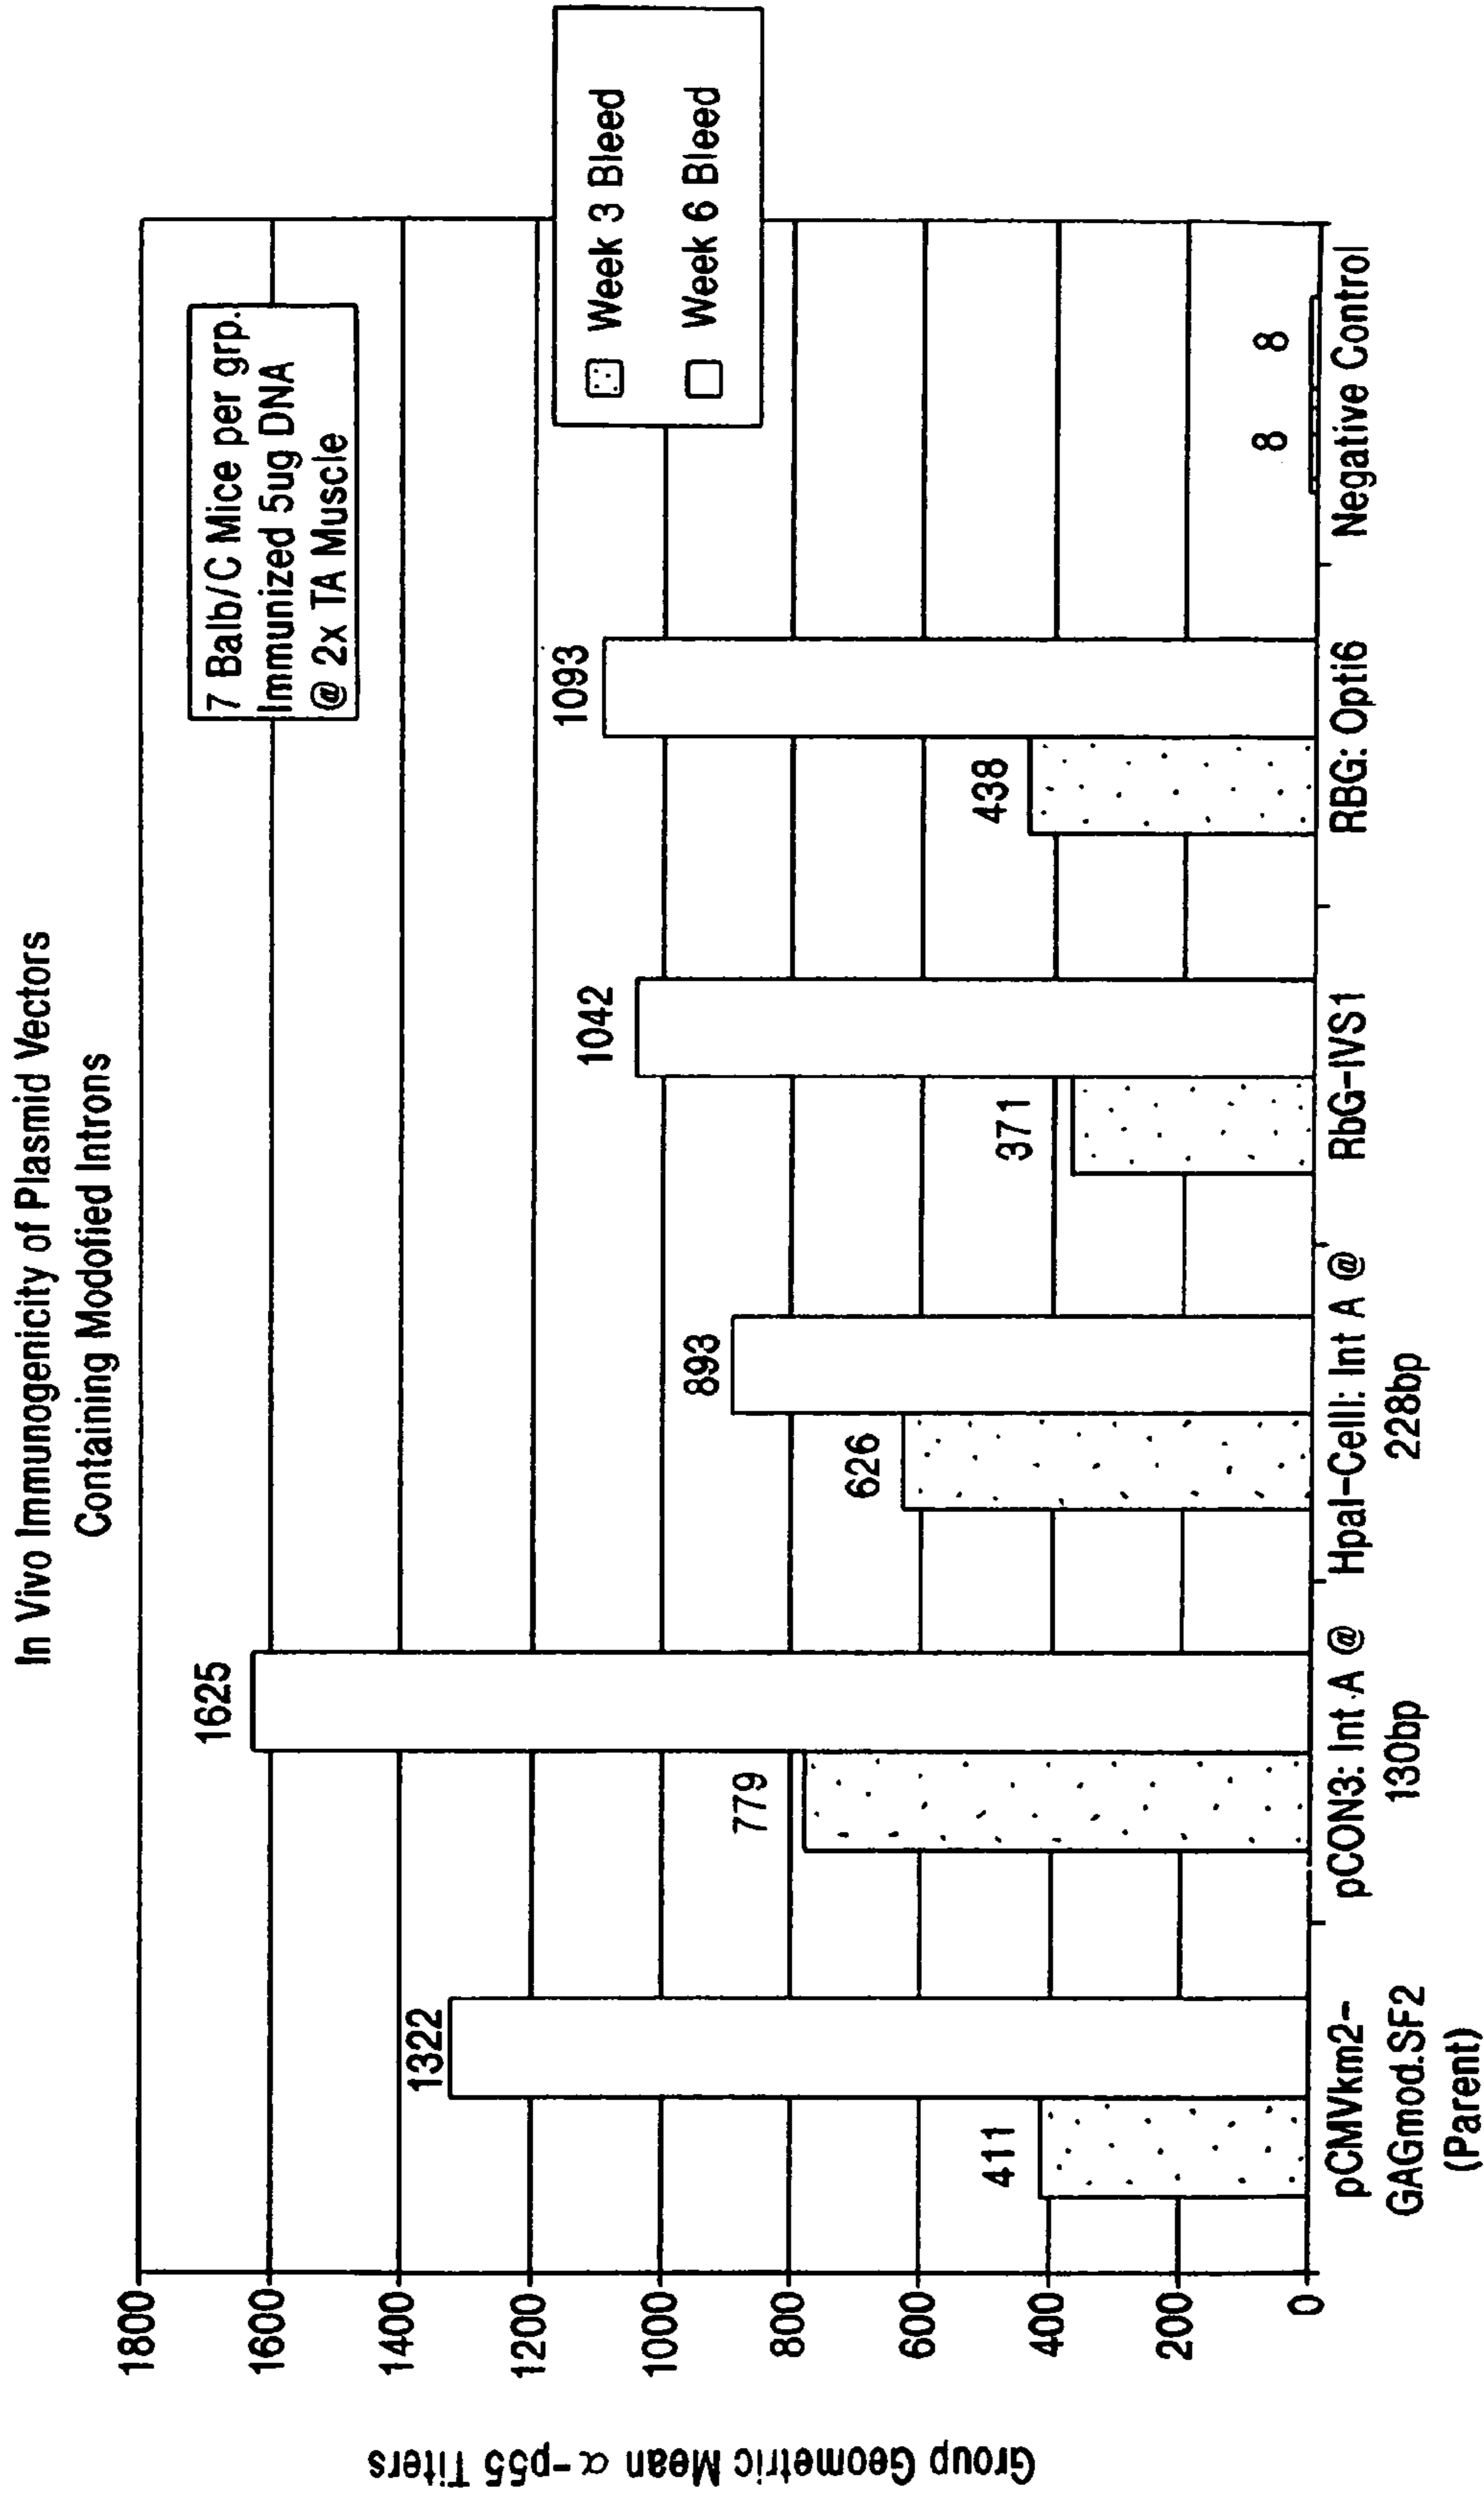 In Vivo Immunogenicity of Plasmid Vectors
Containing Modofied Introns
7 Balb/C Mice per grp.
Immunized 5ug DNA
@ 2x TA Muscle
Week 3 Bleed
Week 6 Bleed
Group Geometric Mean α-p55 Titers
1800
1600
1400
1200
1000
800
600
400
200
0
411
1322
779
1625
626
893
371
1042
438
1093
8
8
pCMVkm2-
GAGmod.SF2
(Parent)
pCON3: Int A @
130bp
HpaI-CelII: Int A @
228bp
RbG-IVS1
RBG: Opti6
Negative Control